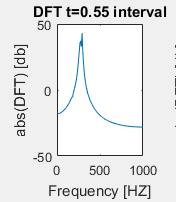 DFT t=0.55 interval
abs(DFT) [db]
50
0
-50
0
500
1000
Frequency [HZ]